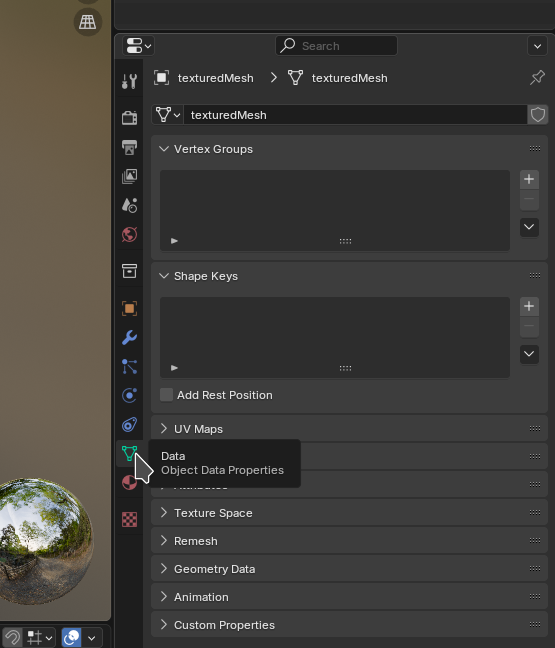 Search
texturedMesh
texturedMesh
texturedMesh
Vertex Groups
Shape Keys
Add Rest Position
UV Maps
Data
Object Data Properties
Texture Space
Remesh
Geometry Data
Animation
Custom Properties